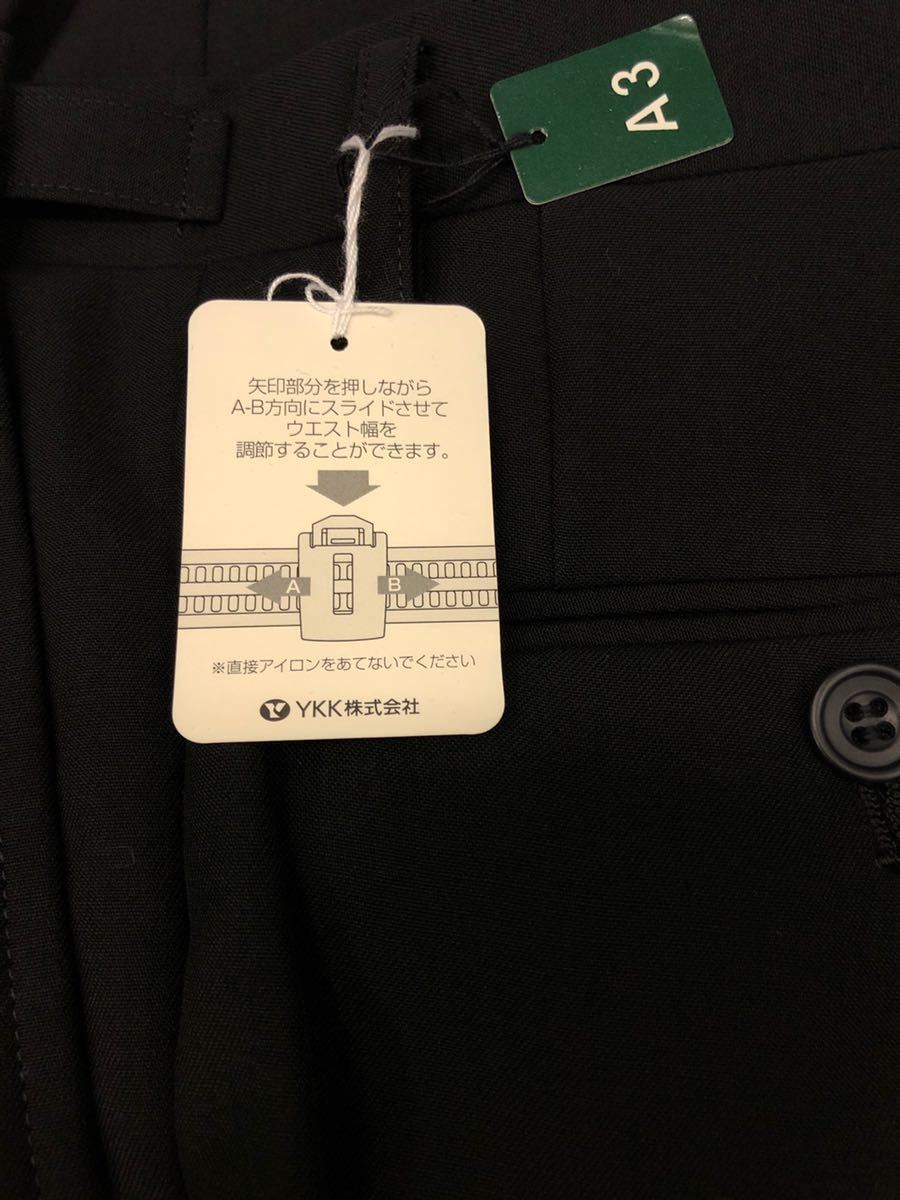 A3
矢印部分を押しながら
A-B方向にスライドさせて
ウエスト幅を
調節することができます。
A
B
※直接アイロンをあてないでください
YKK株式会社